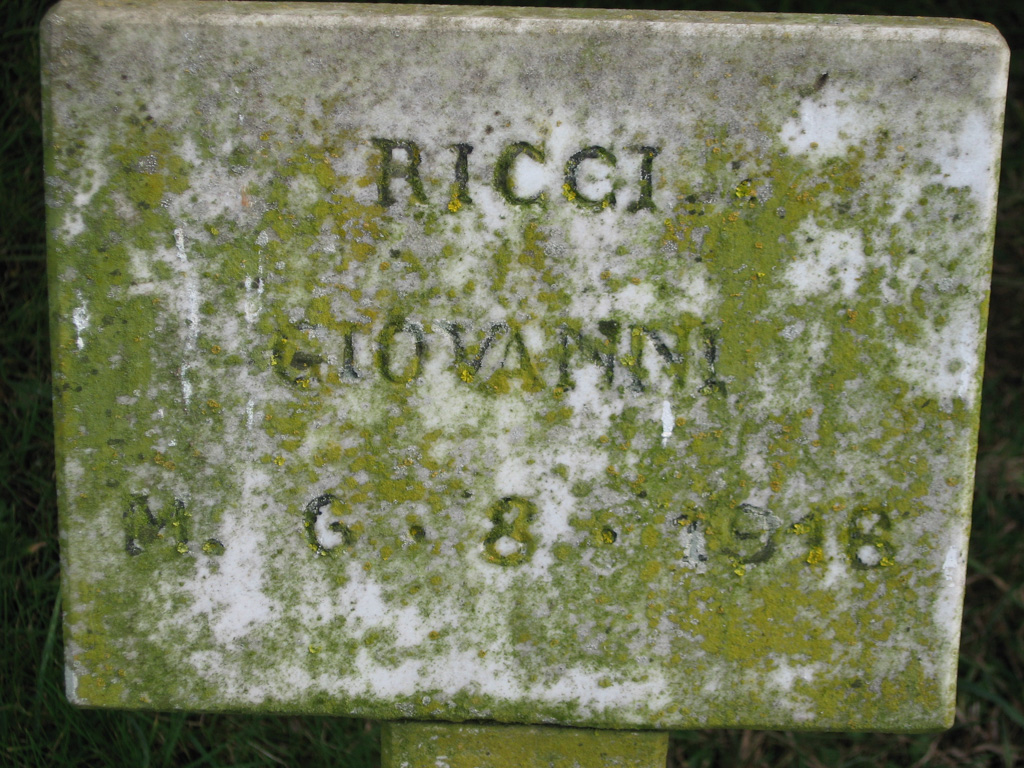 RICCI
GIOVANNI
M. 6·8·1918